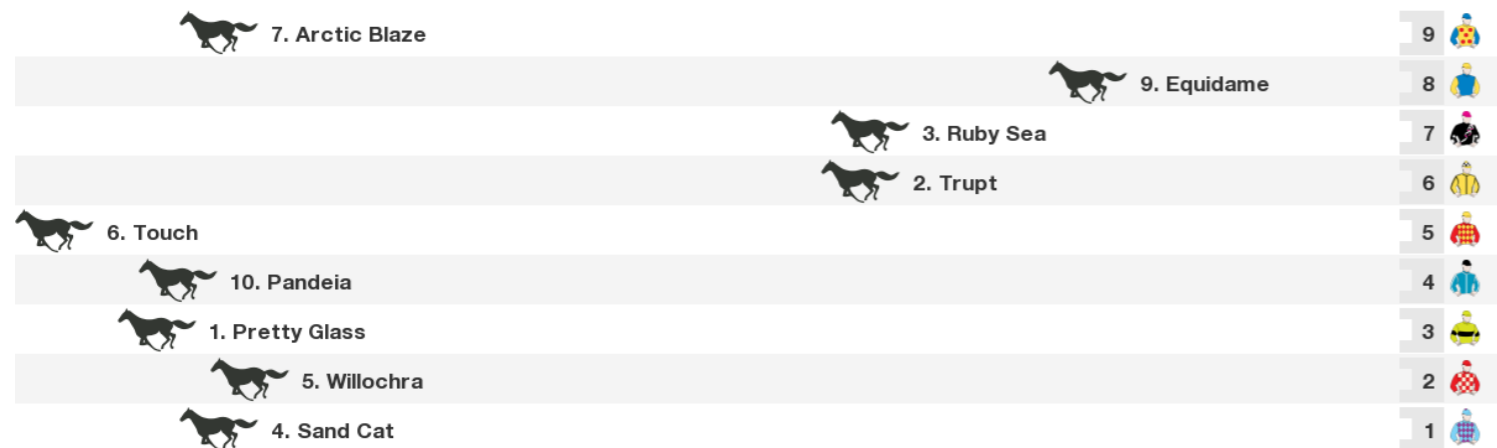 7. Arctic Blaze 9
9. Equidame 8
3. Ruby Sea 7
2. Trupt 6
6. Touch 5
10. Pandeia 4
1. Pretty Glass 3
5. Willochra 2
4. Sand Cat 1